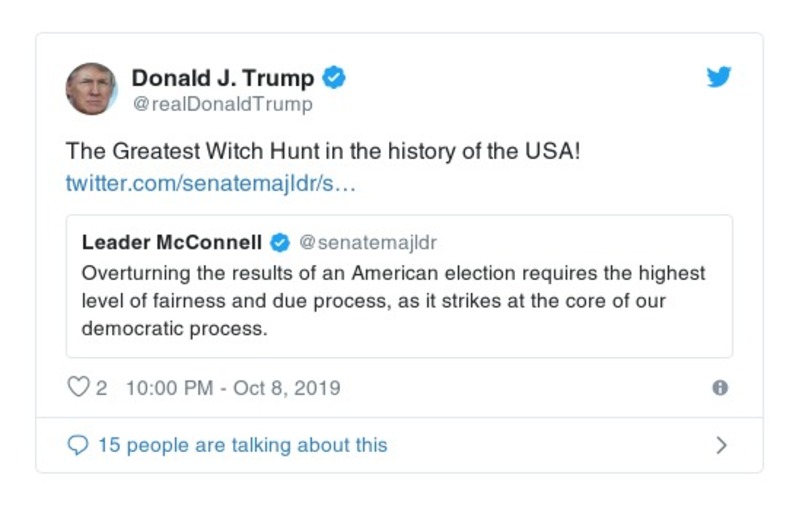 Donald J. Trump
@realDonaldTrump
The Greatest Witch Hunt in the history of the USA!
twitter.com/senatemajldr/s…
Leader McConnell @senatemajldr
Overturning the results of an American election requires the highest
level of fairness and due process, as it strikes at the core of our
democratic process.
2 10:00 PM - Oct 8, 2019
15 people are talking about this